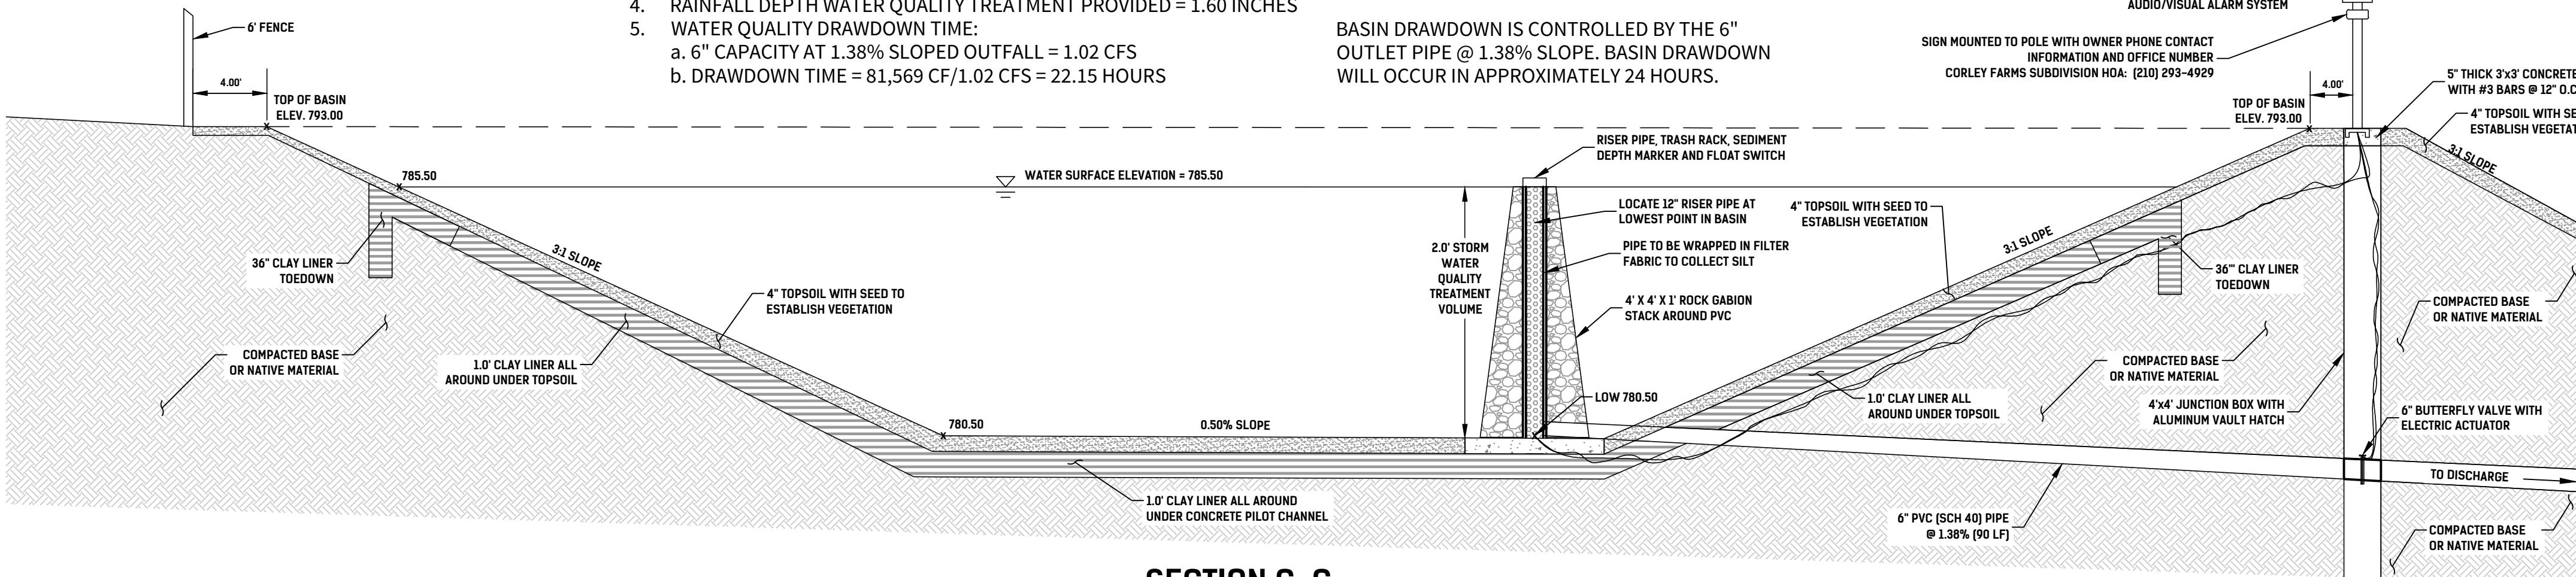 4. RAINFALL DEPTH WATER QUALITY TREATMENT PROVIDED = 1.60 INCHES
5. WATER QUALITY DRAWDOWN TIME:
a. 6" CAPACITY AT 1.38% SLOPED OUTFALL = 1.02 CFS
b. DRAWDOWN TIME = 81,569 CF/1.02 CFS = 22.15 HOURS
BASIN DRAWDOWN IS CONTROLLED BY THE 6"
OUTLET PIPE @ 1.38% SLOPE. BASIN DRAWDOWN
WILL OCCUR IN APPROXIMATELY 24 HOURS.
AUDIO/VISUAL ALARM SYSTEM
SIGN MOUNTED TO POLE WITH OWNER PHONE CONTACT
INFORMATION AND OFFICE NUMBER
CORLEY FARMS SUBDIVISION HOA: (210) 293-4929
6' FENCE
4.00'
TOP OF BASIN
ELEV. 793.00
785.50
WATER SURFACE ELEVATION = 785.50
RISER PIPE, TRASH RACK, SEDIMENT
DEPTH MARKER AND FLOAT SWITCH
4.00'
TOP OF BASIN
ELEV. 793.00
5" THICK 3'x3' CONCRETE
WITH #3 BARS @ 12" O.C
4" TOPSOIL WITH SE
ESTABLISH VEGETAT
3:1 SLOPE
LOCATE 12" RISER PIPE AT
LOWEST POINT IN BASIN
PIPE TO BE WRAPPED IN FILTER
FABRIC TO COLLECT SILT
4' X 4' X 1' ROCK GABION
STACK AROUND PVC
4" TOPSOIL WITH SEED TO
ESTABLISH VEGETATION
3:1 SLOPE
36" CLAY LINER
TOEDOWN
3:1 SLOPE
2.0' STORM
WATER
QUALITY
TREATMENT
VOLUME
36'" CLAY LINER
TOEDOWN
4" TOPSOIL WITH SEED TO
ESTABLISH VEGETATION
COMPACTED BASE
OR NATIVE MATERIAL
COMPACTED BASE
OR NATIVE MATERIAL
1.0' CLAY LINER ALL
AROUND UNDER TOPSOIL
COMPACTED BASE
OR NATIVE MATERIAL
LOW 780.50
1.0' CLAY LINER ALL
AROUND UNDER TOPSOIL
4'x4' JUNCTION BOX WITH
ALUMINUM VAULT HATCH
6" BUTTERFLY VALVE WITH
ELECTRIC ACTUATOR
780.50
0.50% SLOPE
TO DISCHARGE
1.0' CLAY LINER ALL AROUND
UNDER CONCRETE PILOT CHANNEL
6" PVC (SCH 40) PIPE
@ 1.38% (90 LF)
COMPACTED BASE
OR NATIVE MATERIAL